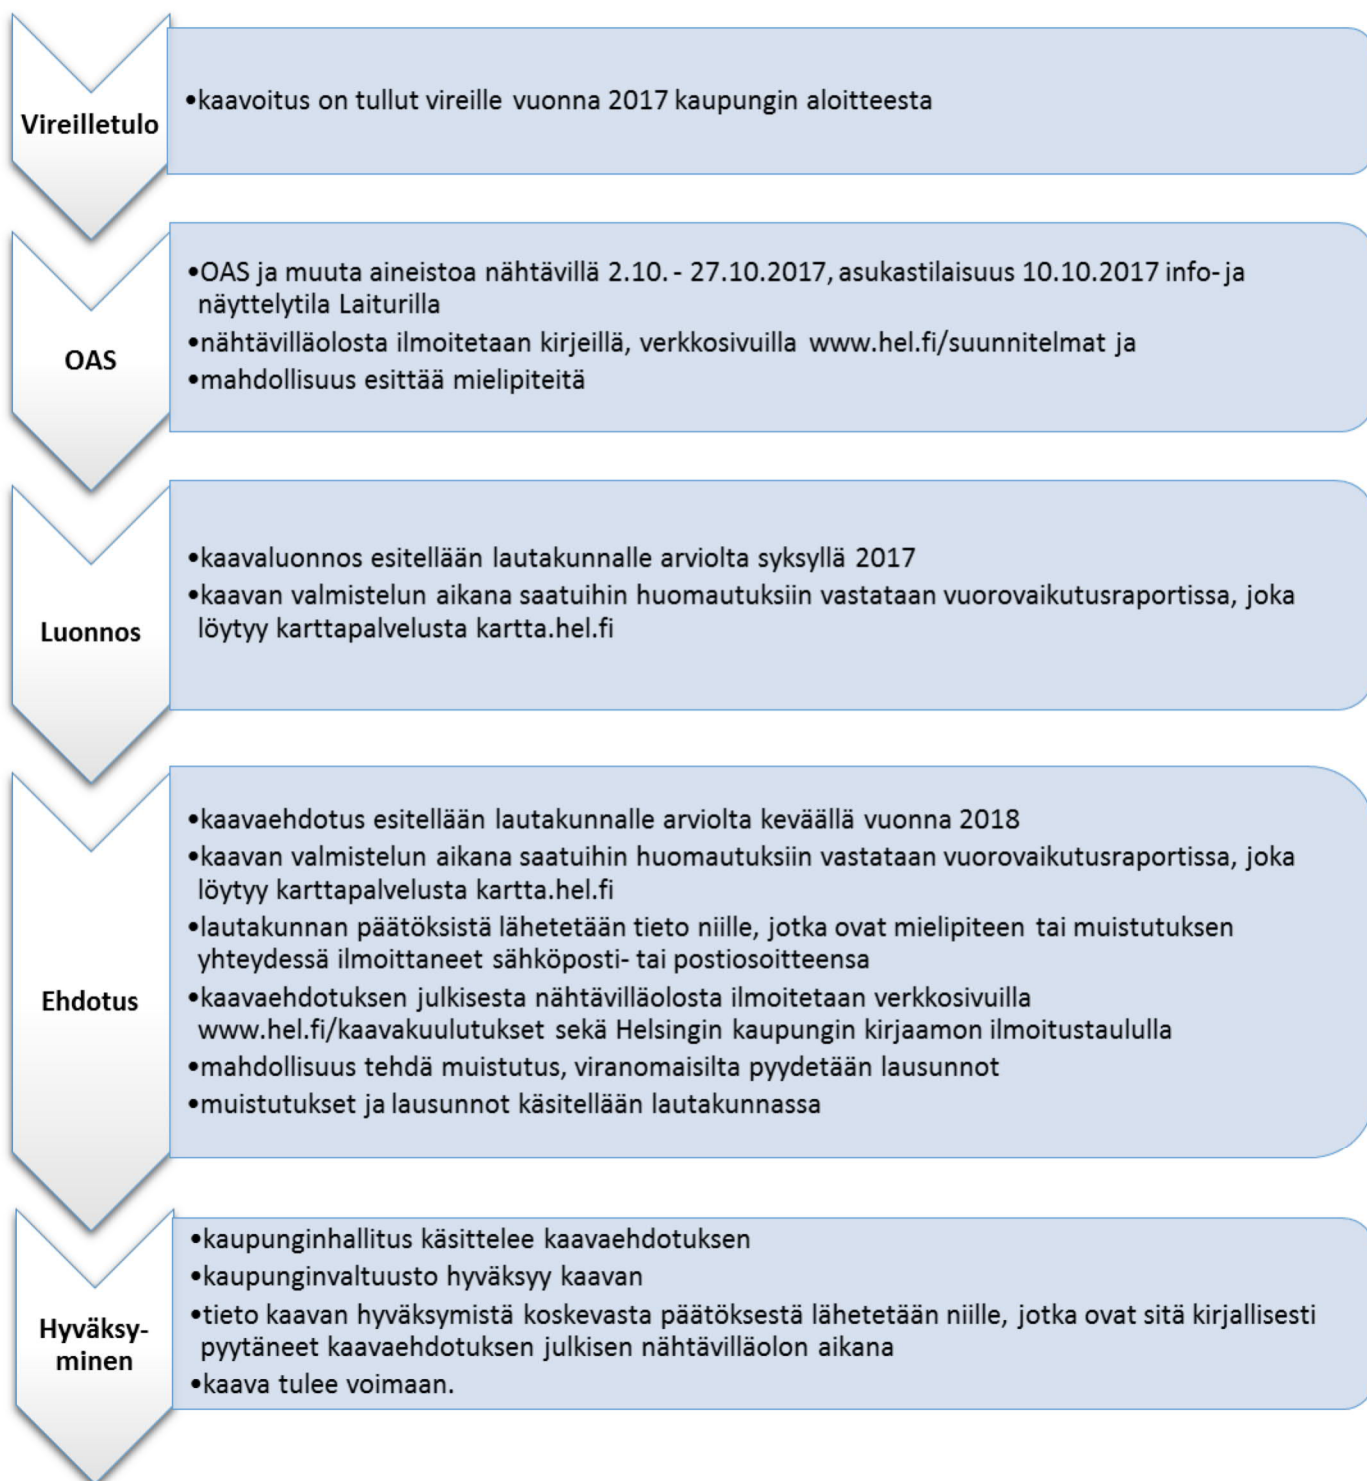 Vireilletulo
•kaavoitus on tullut vireille vuonna 2017 kaupungin aloitteesta
OAS
•OAS ja muuta aineistoa nähtävillä 2.10. - 27.10.2017, asukastilaisuus 10.10.2017 info- ja
näyttelytila Laiturilla
•nähtävilläolosta ilmoitetaan kirjeillä, verkkosivuilla www.hel.fi/suunnitelmat ja
•mahdollisuus esittää mielipiteitä
Luonnos
•kaavaluonnos esitellään lautakunnalle arviolta syksyllä 2017
•kaavan valmistelun aikana saatuihin huomautuksiin vastataan vuorovaikutusraportissa, joka
löytyy karttapalvelusta kartta.hel.fi
Ehdotus
•kaavaehdotus esitellään lautakunnalle arviolta keväällä vuonna 2018
•kaavan valmistelun aikana saatuihin huomautuksiin vastataan vuorovaikutusraportissa, joka
löytyy karttapalvelusta kartta.hel.fi
•lautakunnan päätöksistä lähetetään tieto niille, jotka ovat mielipiteen tai muistutuksen
yhteydessä ilmoittaneet sähköposti- tai postiosoitteensa
•kaavaehdotuksen julkisesta nähtävilläolosta ilmoitetaan verkkosivuilla
www.hel.fi/kaavakuulutukset sekä Helsingin kaupungin kirjaamon ilmoitustaululla
•mahdollisuus tehdä muistutus, viranomaisilta pyydetään lausunnot
•muistutukset ja lausunnot käsitellään lautakunnassa
Hyväksy-
minen
•kaupunginhallitus käsittelee kaavaehdotuksen
•kaupunginvaltuusto hyväksyy kaavan
•tieto kaavan hyväksymistä koskevasta päätöksestä lähetetään niille, jotka ovat sitä kirjallisesti
pyytäneet kaavaehdotuksen julkisen nähtävilläolon aikana
•kaava tulee voimaan.